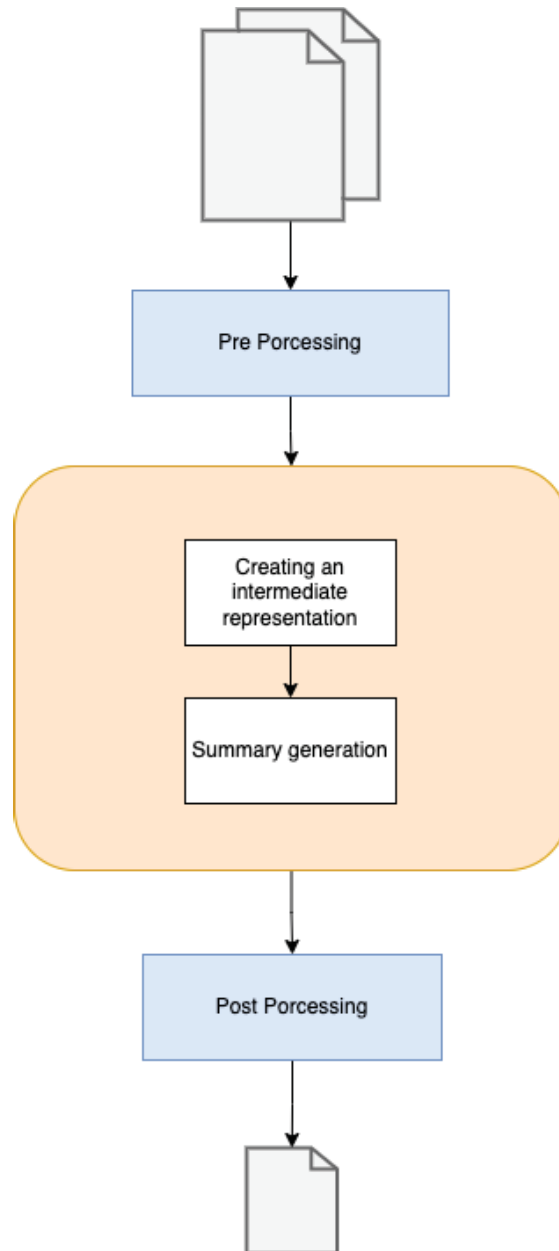 Pre Porcessing
Creating an
intermediate
representation
Summary generation
Post Porcessing